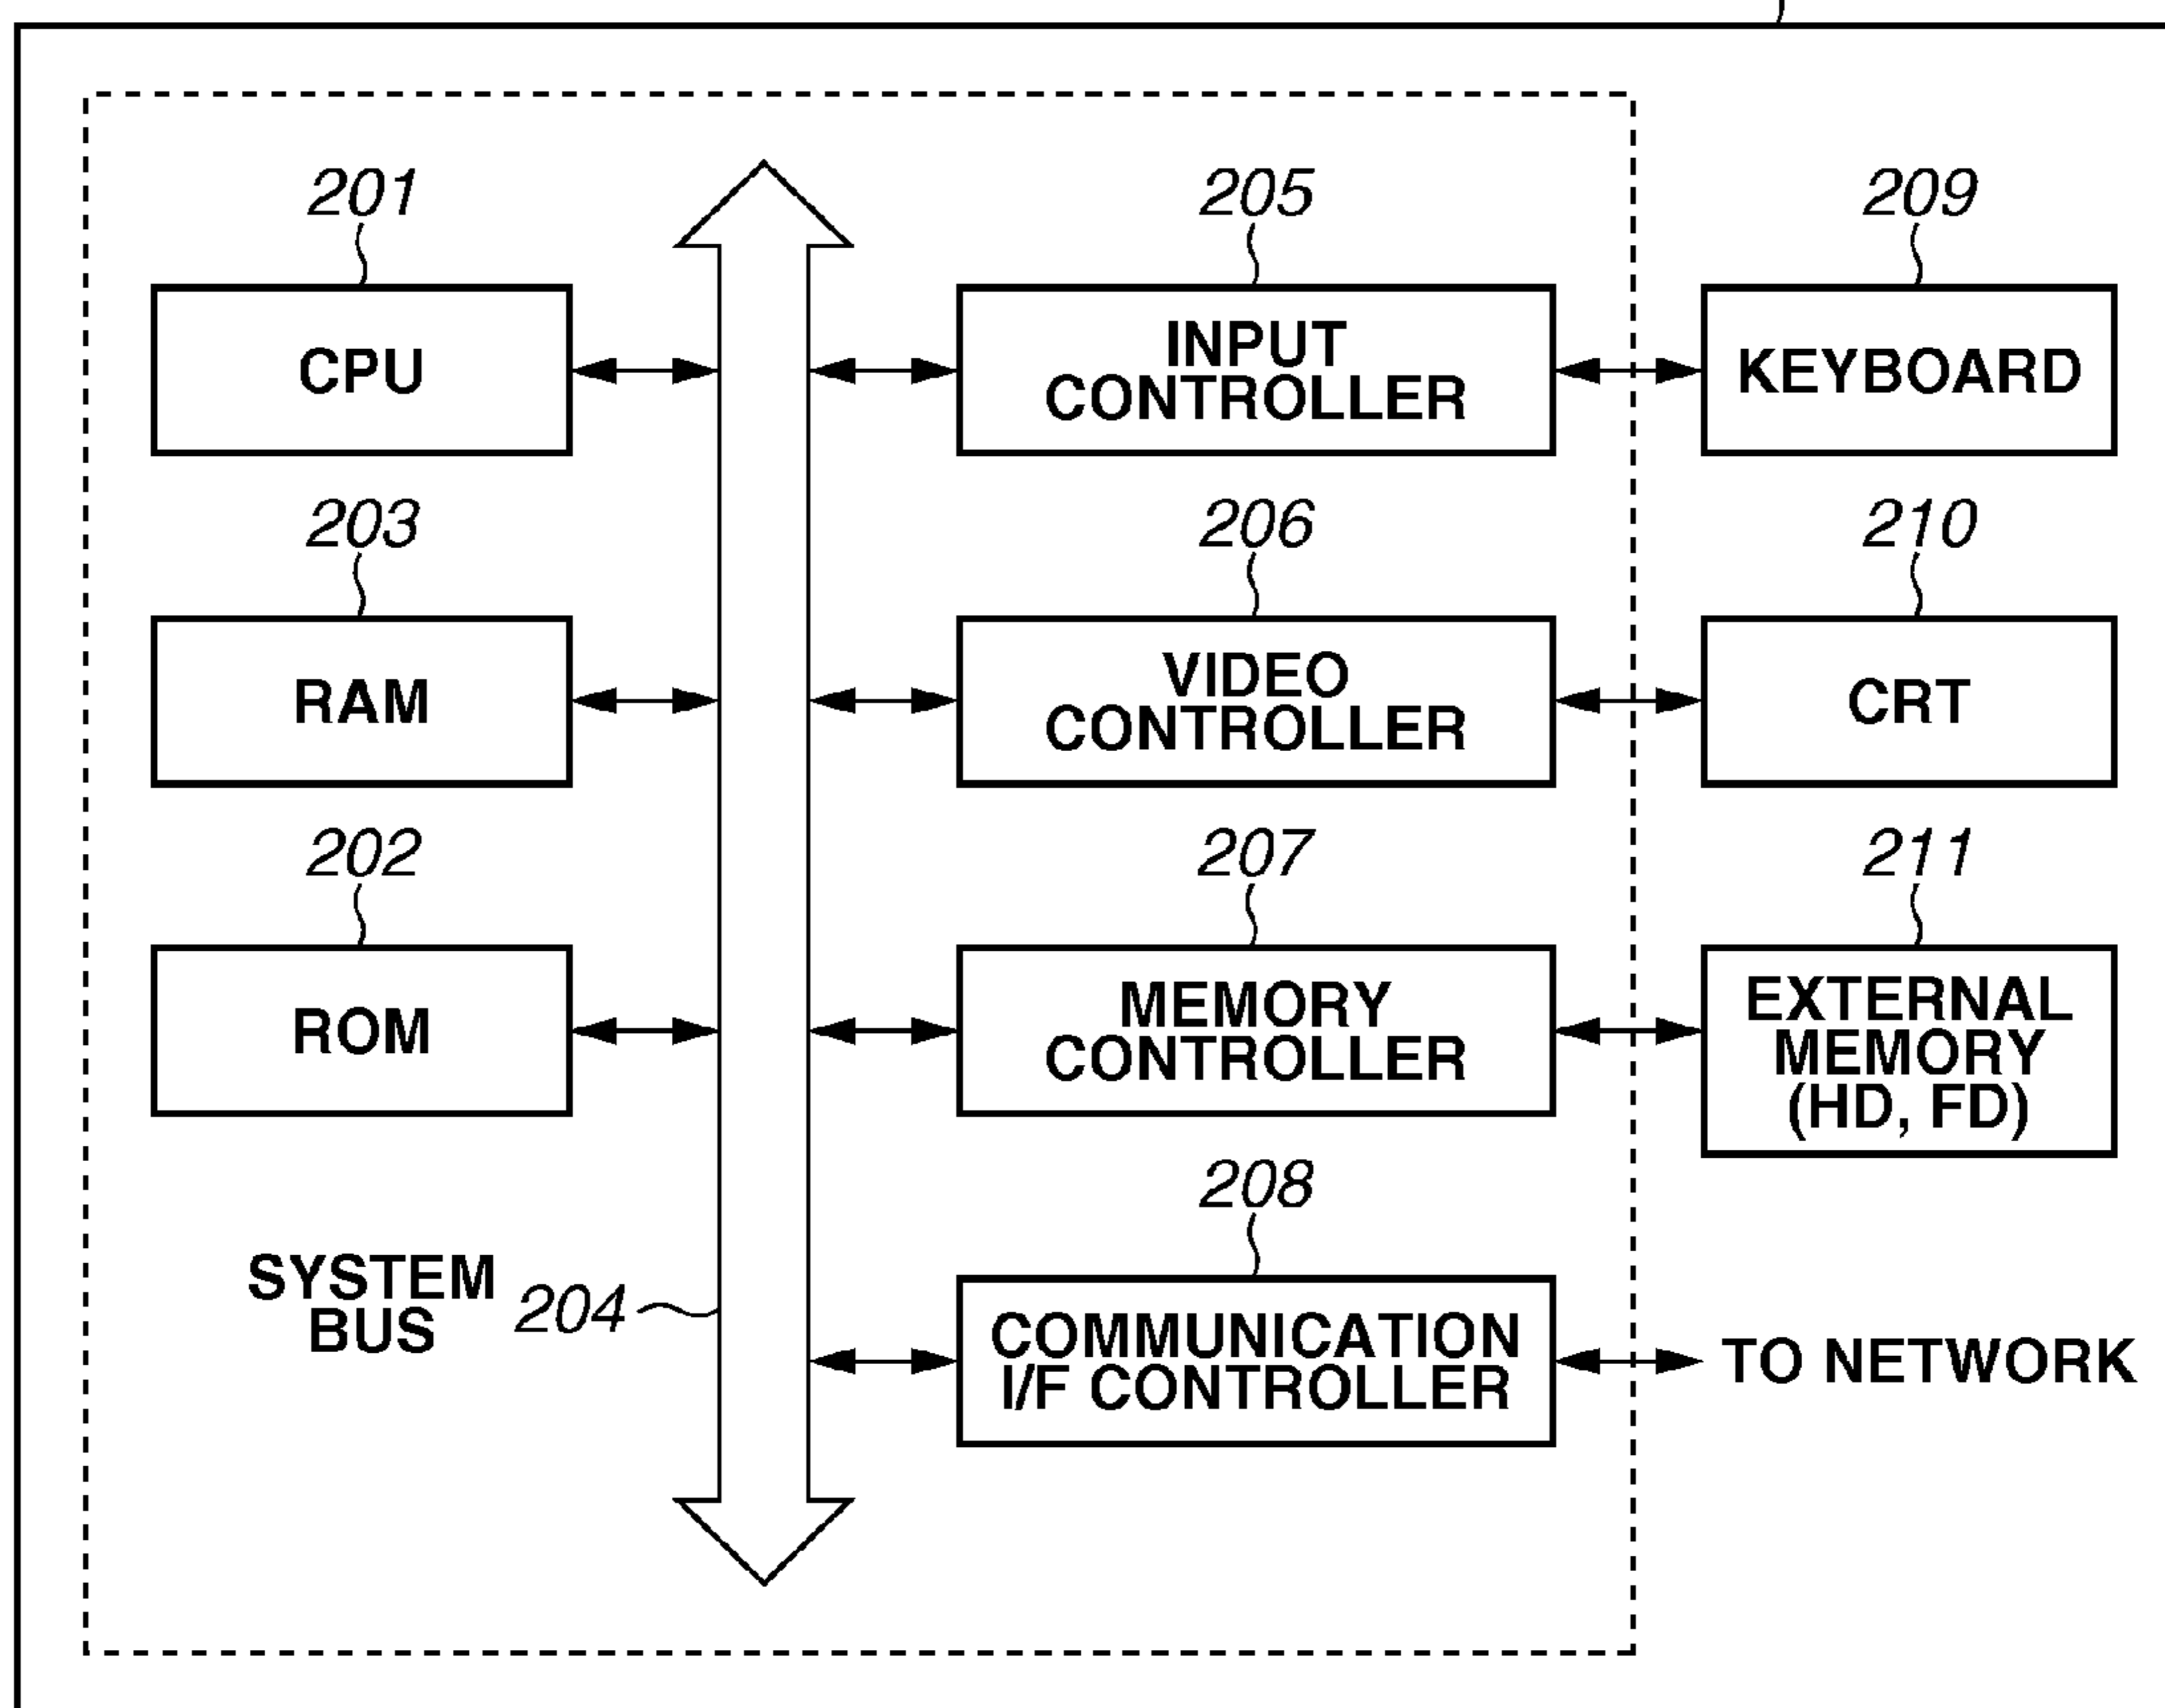 201
205
209
CPU
INPUT
CONTROLLER
KEYBOARD
203
206
210
RAM
VIDEO
CONTROLLER
CRT
202
207
211
ROM
MEMORY
CONTROLLER
EXTERNAL
MEMORY
(HD, FD)
208
SYSTEM
BUS
204
COMMUNICATION
I/F CONTROLLER
TO NETWORK